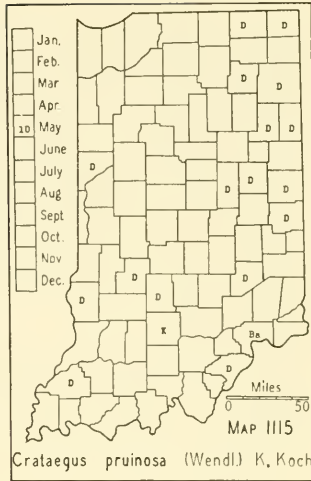 Jan.
Feb.
Mar
Apr.
10 May
June
July
Aug
Sept
Oct.
Nov
Dec.
D D D
D D
D D
D
D D D
D
D D
D D
K
Ba
D
D
Miles
0 50
MAP 1115
Crataegus pruinosa (Wendl.) K, Koch